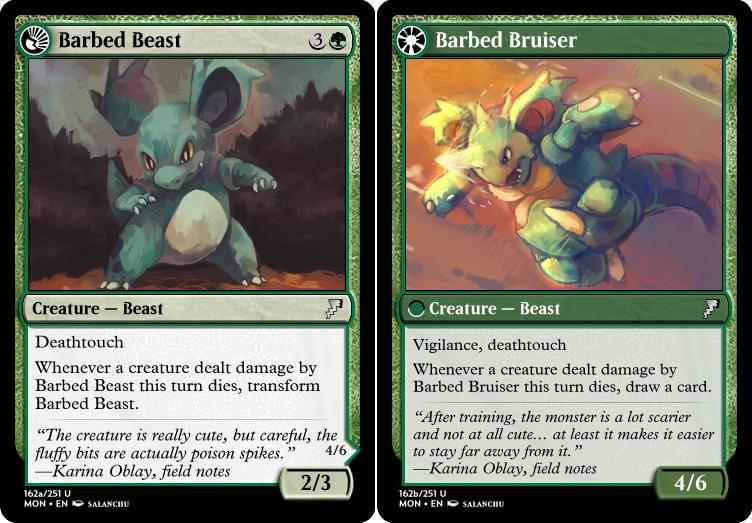 Barbed Beast
3
Creature — Beast
Deathtouch
Whenever a creature dealt damage by
Barbed Beast this turn dies, transform
Barbed Beast.
“The creature is really cute, but careful, the
fluffy bits are actually poison spikes.”
—Karina Oblay, field notes
4/6
2/3
162a/251 U
MON • EN SALANCHU
Barbed Bruiser
Creature — Beast
Vigilance, deathtouch
Whenever a creature dealt damage by
Barbed Bruiser this turn dies, draw a card.
“After training, the monster is a lot scarier
and not at all cute… at least it makes it easier
to stay far away from it.”
—Karina Oblay, field notes
4/6
162b/251 U
MON • EN SALANCHU